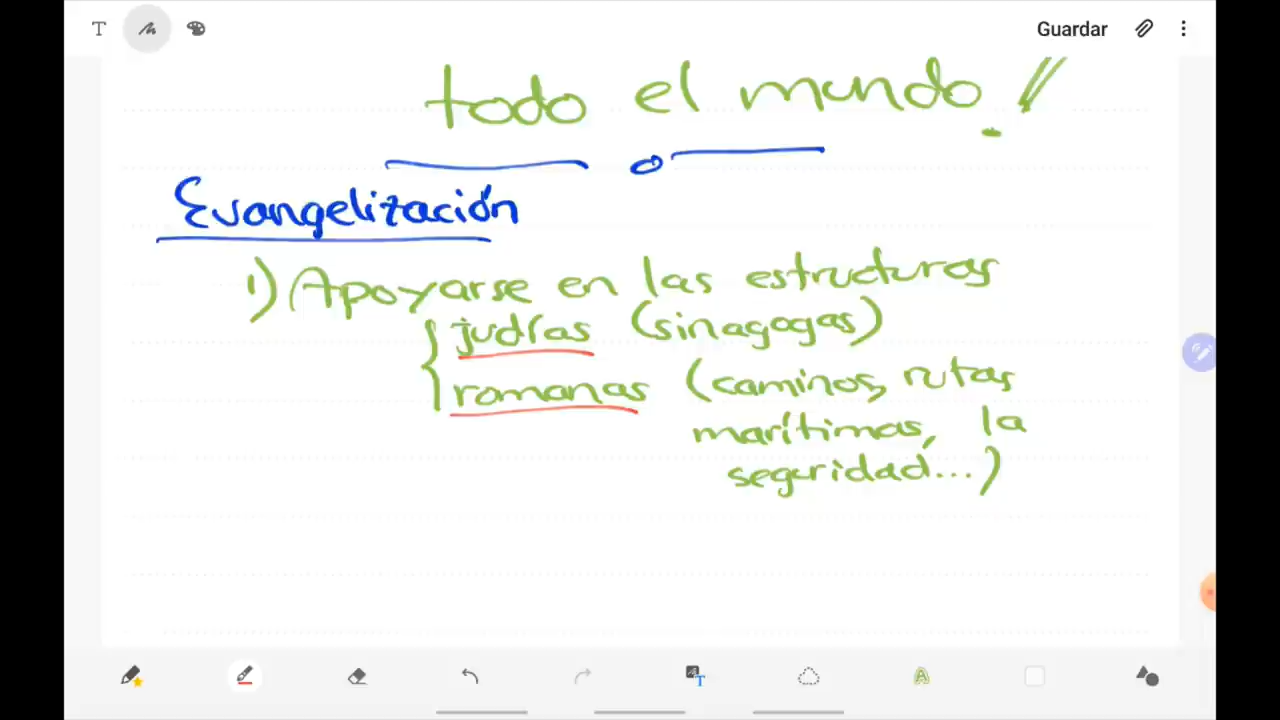 Guardar
todo el mundo!!
Evangelización
1) Apoyarse en las estructuras
judías (sinagogas)
romanas (caminos, rutas
marítimas, la
seguridad...)